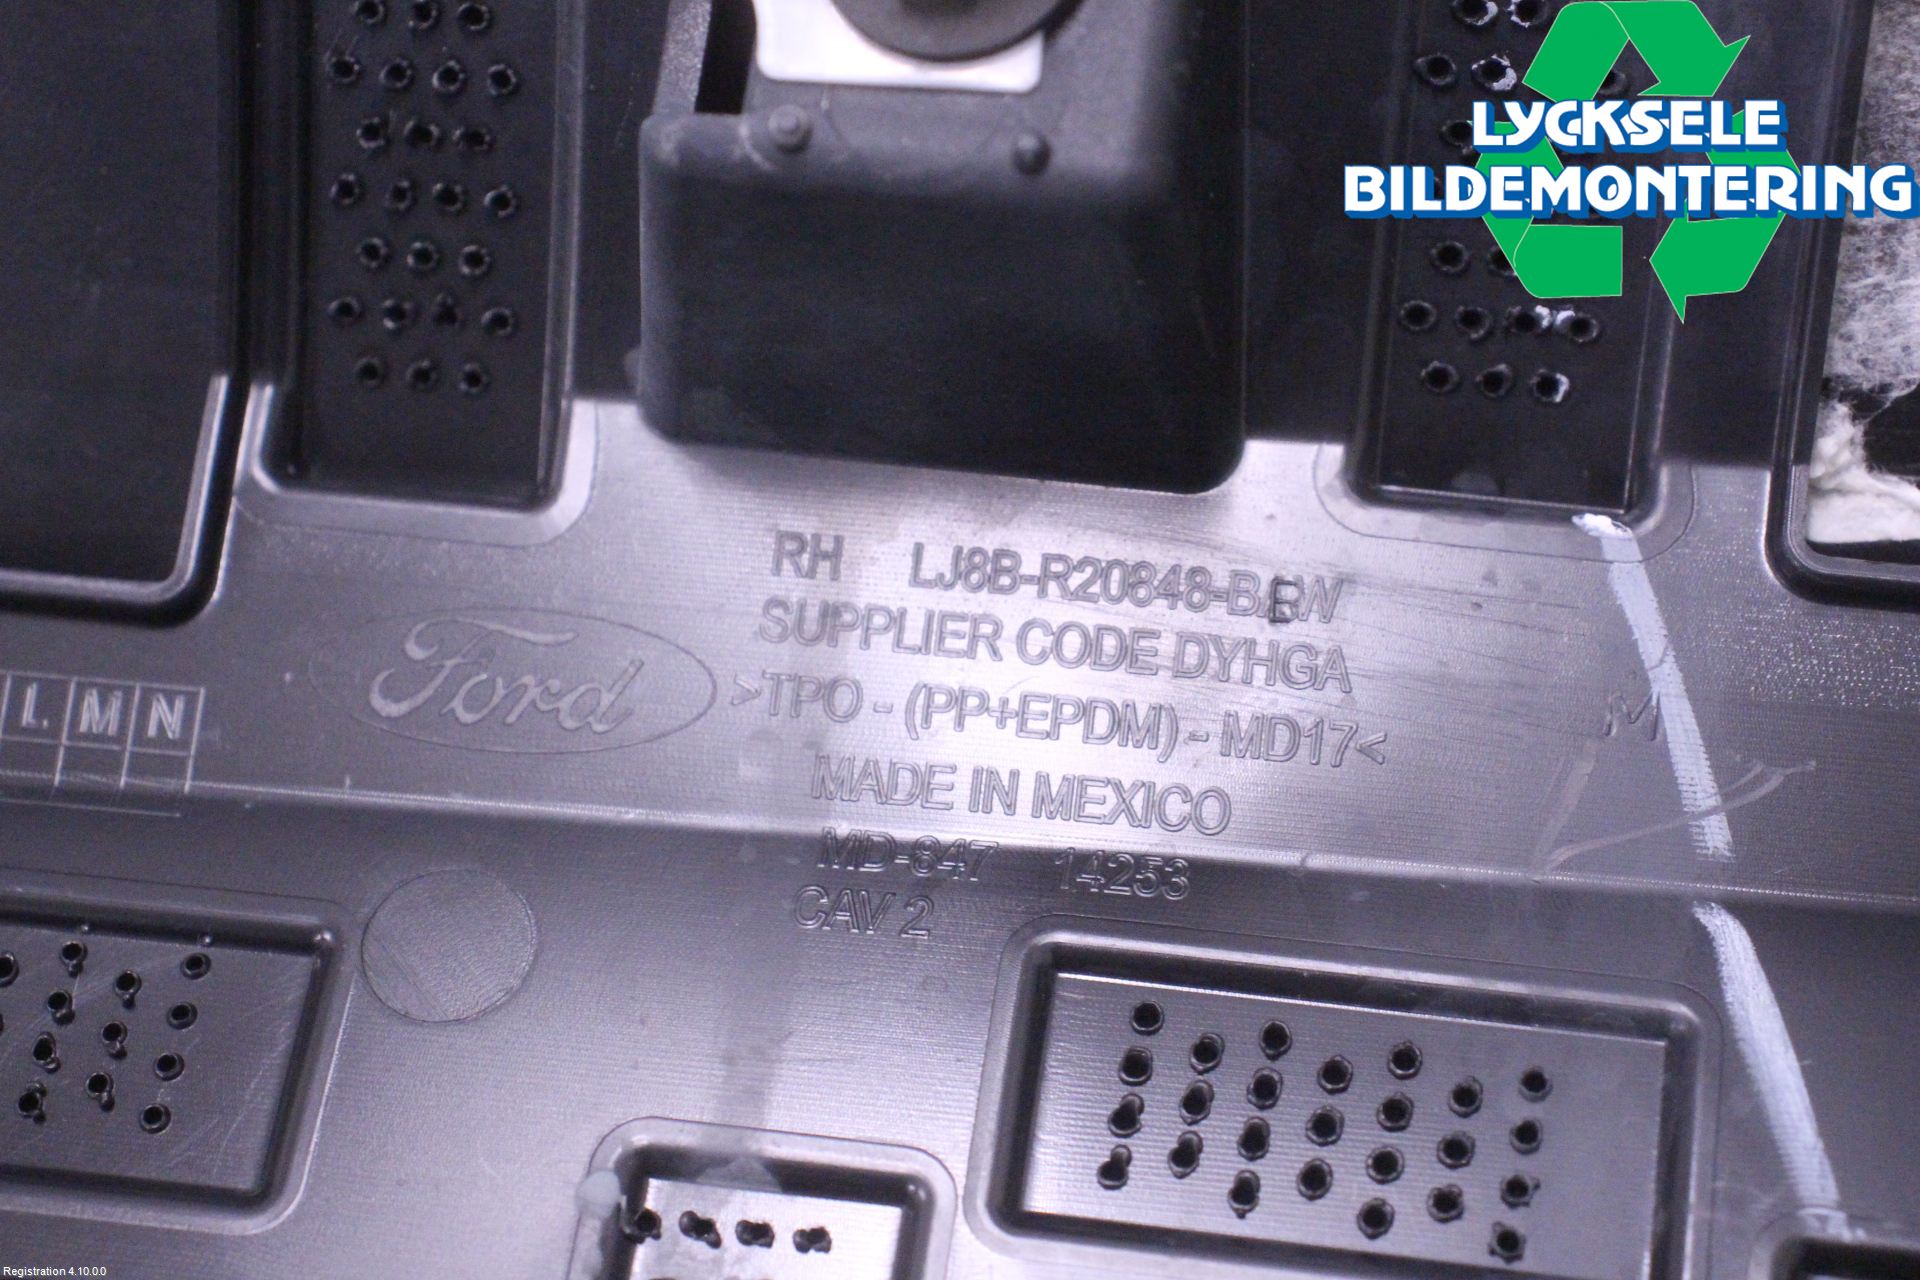 LYCKSELE
BILDEMONTERING
RH LJ8B-R20848-B
SUPPLIER CODE DYHGA
Ford >TPO - (PP+EPDM) - MD17<
L M N
MADE IN MEXICO
MD-847 14253
CAV 2
Registration 4.10.0.0